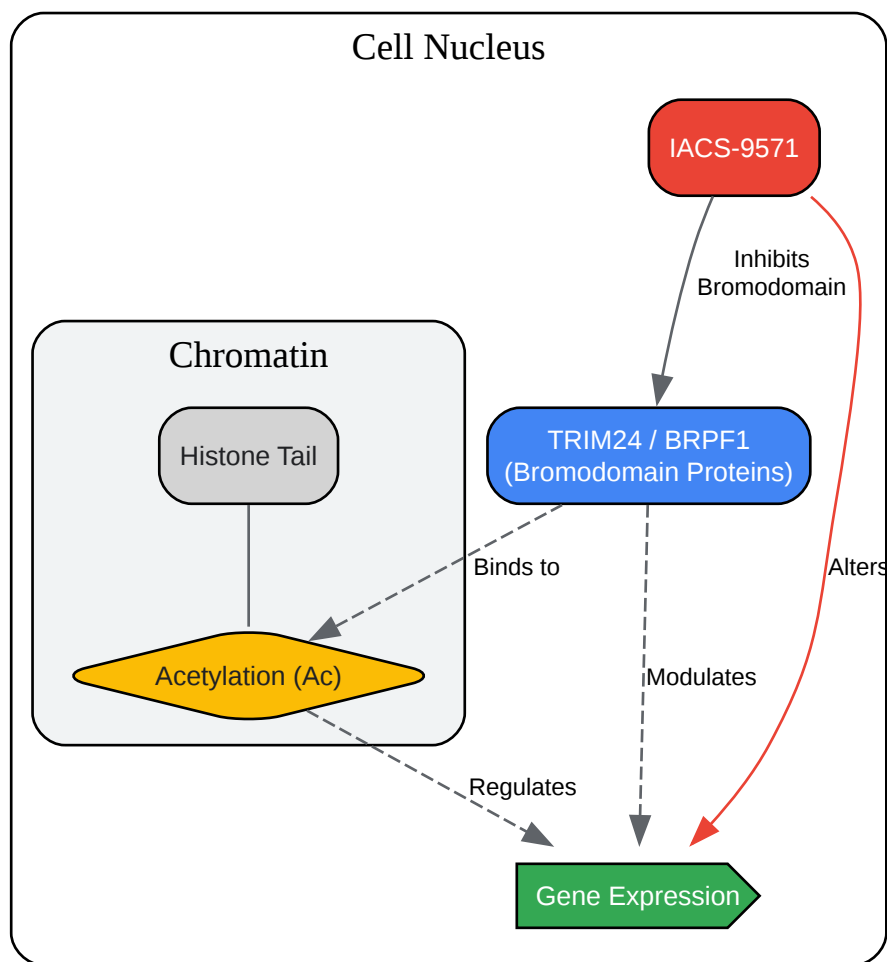 Cell Nucleus
IACS-9571
Inhibits
Bromodomain
Chromatin
Histone Tail
TRIM24 / BRPF1
(Bromodomain Proteins)
Binds to
Alters
Acetylation (Ac)
Modulates
Regulates
Gene Expression